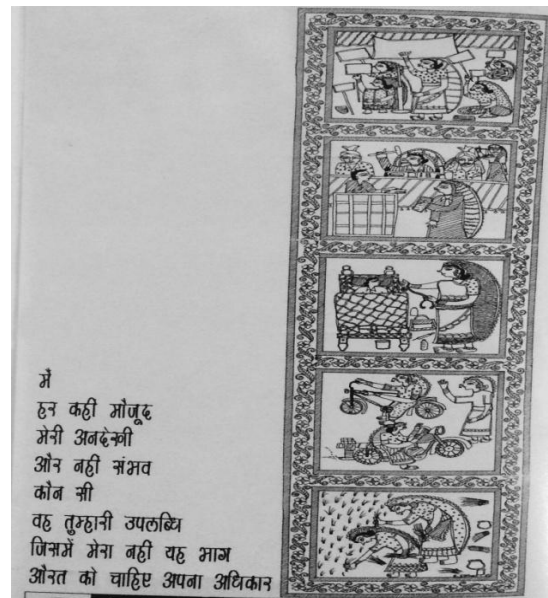 मैं
हर कहीं मौजूद
मेरी अनदेखी
और नहीं संभव
कौन सी
वह तुम्हारी उपलब्धि
जिसमें मेरा नहीं यह भाग
औरत को चाहिए अपना अधिकार